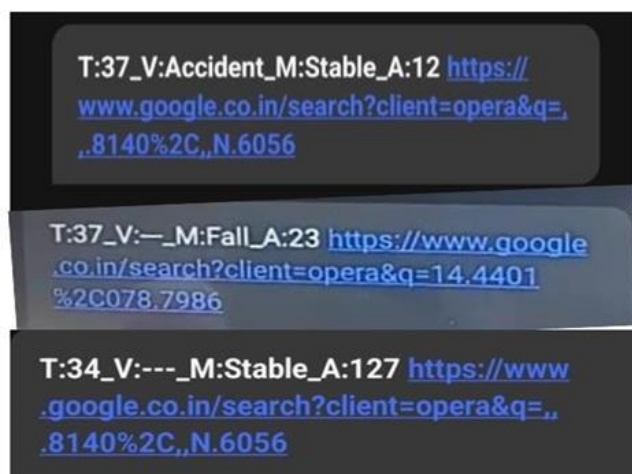 T:37_V:Accident_M:Stable_A:12 https://
www.google.co.in/search?client=opera&q=,
,.8140%2C,,N.6056
T:37_V:—_M:Fall_A:23 https://www.google
.co.in/search?client=opera&q=14.4401
%2C078.7986
T:34_V:---_M:Stable_A:127 https://www
.google.co.in/search?client=opera&q=,,
.8140%2C,,N.6056